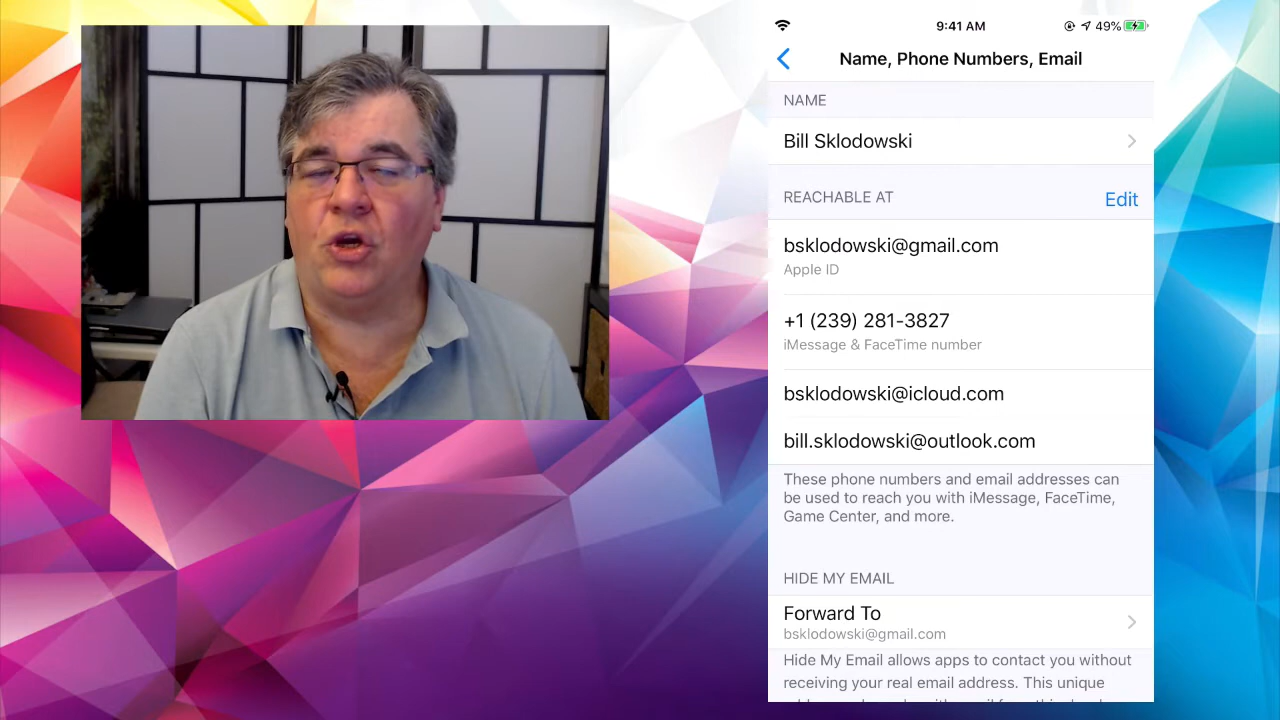 9:41 AM
49%
Name, Phone Numbers, Email
NAME
Bill Sklodowski
REACHABLE AT
Edit
bsklodowski@gmail.com
Apple ID
+1 (239) 281-3827
iMessage & FaceTime number
bsklodowski@icloud.com
bill.sklodowski@outlook.com
These phone numbers and email addresses can
be used to reach you with iMessage, FaceTime,
Game Center, and more.
HIDE MY EMAIL
Forward To
bsklodowski@gmail.com
Hide My Email allows apps to contact you without
receiving your real email address. This unique